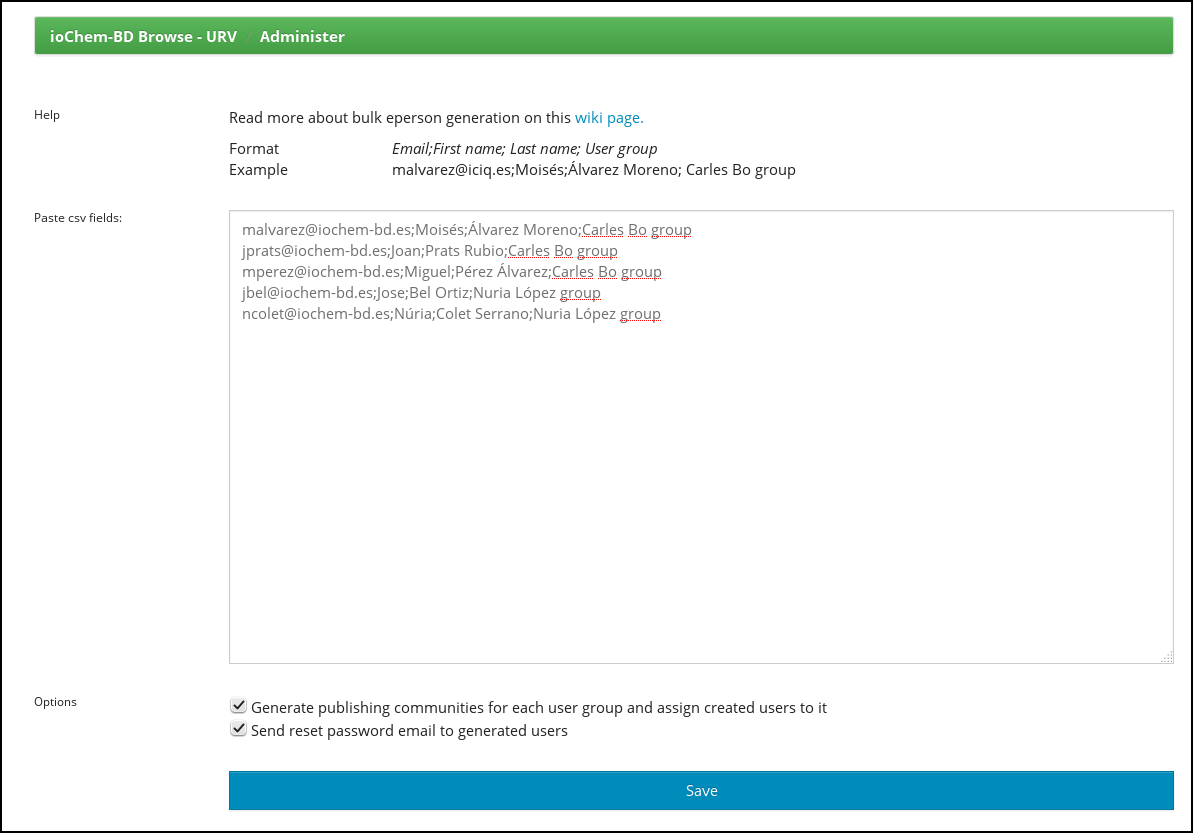 ioChem-BD Browse - URV / Administer
Help
Read more about bulk eperson generation on this wiki page.
Format Email;First name; Last name; User group
Example malvarez@iciq.es;Moisés;Álvarez Moreno; Carles Bo group
Paste csv fields:
malvarez@iochem-bd.es;Moisés;Álvarez Moreno;Carles Bo group
jprats@iochem-bd.es;Joan;Prats Rubio;Carles Bo group
mperez@iochem-bd.es;Miguel;Pérez Álvarez;Carles Bo group
jbel@iochem-bd.es;Jose;Bel Ortiz;Nuria López group
ncolet@iochem-bd.es;Núria;Colet Serrano;Nuria López group
Options
Generate publishing communities for each user group and assign created users to it
Send reset password email to generated users
Save